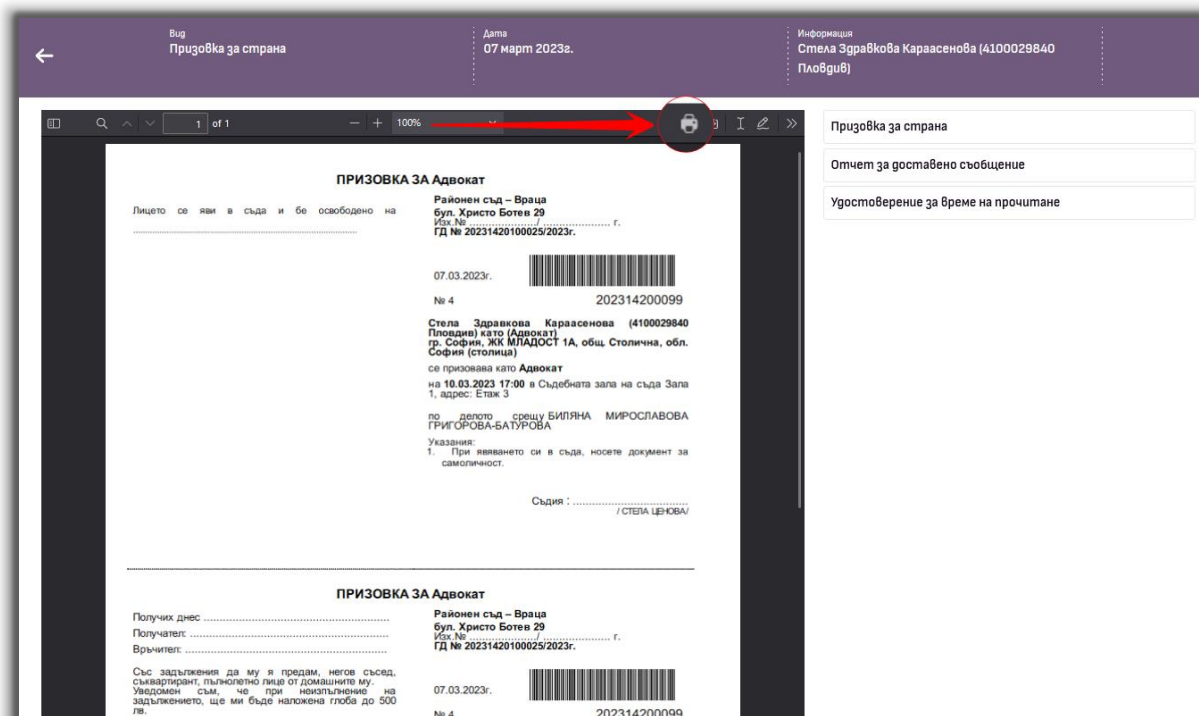 Вид
Призовка за страна
Дата
07 март 2023г.
Информация
Стела Здравкова Караасенова (4100029840
Пловдив)
1 of 1
100%
Призовка за страна
Отчет за доставено съобщение
Удостоверение за време на прочитане
ПРИЗОВКА ЗА Адвокат
Лицето се яви в съда и бе освободено на
................................................................................
Районен съд – Враца
бул. Христо Ботев 29
Изх.№ ...................../ .................... г.
ГД № 20231420100025/2023г.
07.03.2023г.
№ 4
202314200099
Стела Здравкова Караасенова (4100029840
Пловдив) като (Адвокат)
гр. София, ЖК МЛАДОСТ 1А, общ. Столична, обл.
София (столица)
се призовава като Адвокат
на 10.03.2023 17:00 в Съдебната зала на съда Зала
1, адрес: Етаж 3
по делото срещу БИЛЯНА МИРОСЛАВОВА
ГРИГОРОВА-БАТУРОВА
Указания:
1. При явяването си в съда, носете документ за
самоличност.
Съдия : ..................................
/ СТЕЛА ЦЕНОВА/
ПРИЗОВКА ЗА Адвокат
Получих днес ........................................................
Получател: ............................................................
Връчител: .............................................................
Със задължения да му я предам, негов съсед,
съквартирант, пълнолетно лице от домашните му.
Уведомен съм, че при неизпълнение на
задължението, ще ми бъде наложена глоба до 500
лв.
Районен съд – Враца
бул. Христо Ботев 29
Изх.№ ...................../ .................... г.
ГД № 20231420100025/2023г.
07.03.2023г.
№ 4
202314200099